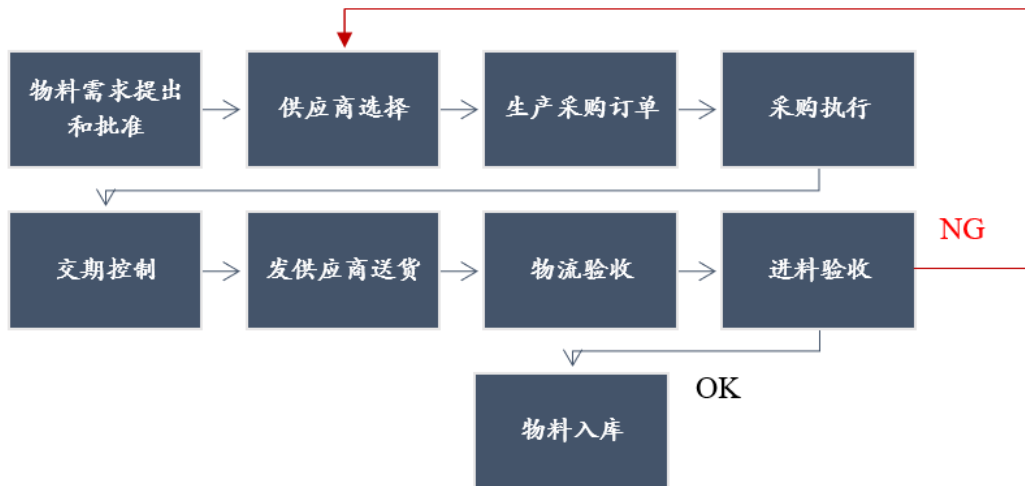 物料需求提出
和批准
供应商选择
生产采购订单
采购执行
交期控制
发供应商送货
物流验收
进料验收
NG
OK
物料入库